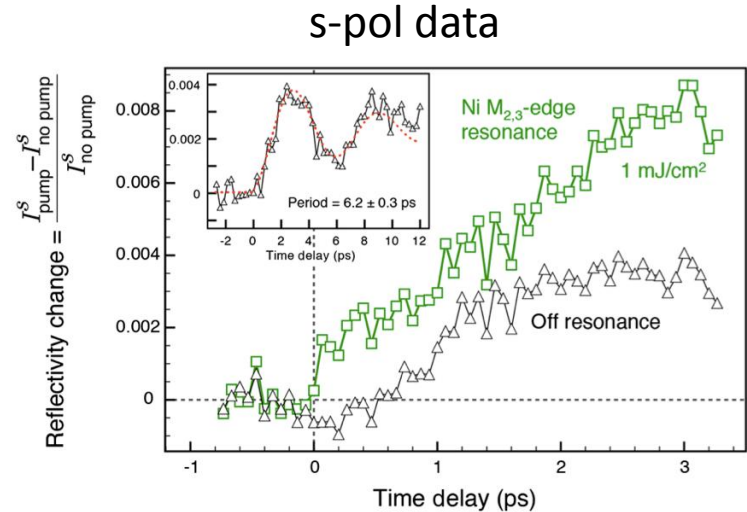 s-pol data
Reflectivity change = (I^s_pump − I^s_no pump) / I^s_no pump
0.008
0.006
0.004
0.002
0
Ni M2,3-edge
resonance
1 mJ/cm²
Off resonance
0.004
0.002
0
Period = 6.2 ± 0.3 ps
-2 0 2 4 6 8 10 12
Time delay (ps)
-1 0 1 2 3
Time delay (ps)